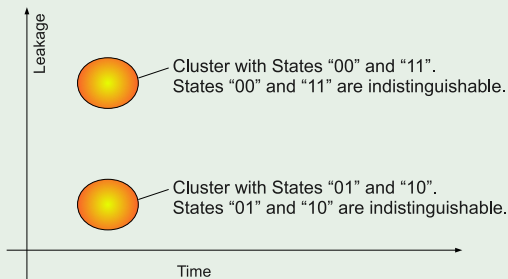 Leakage
Cluster with States “00” and “11”.
States “00” and “11” are indistinguishable.
Cluster with States “01” and “10”.
States “01” and “10” are indistinguishable.
Time